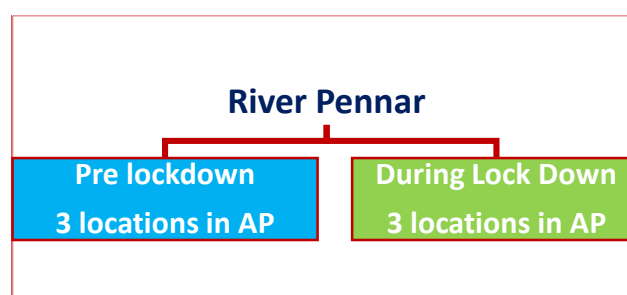 River Pennar
Pre lockdown
3 locations in AP
During Lock Down
3 locations in AP